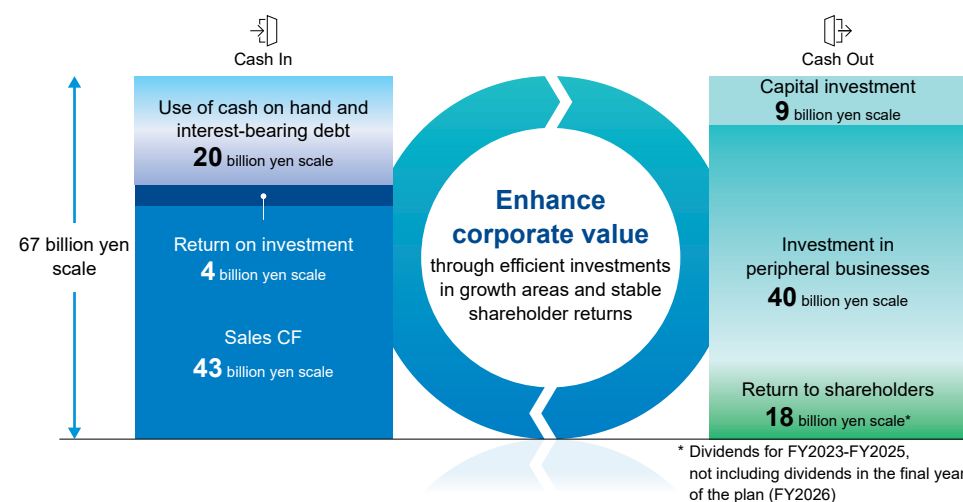 Cash In
67 billion yen
scale
Use of cash on hand and
interest-bearing debt
20 billion yen scale
Return on investment
4 billion yen scale
Sales CF
43 billion yen scale
Enhance
corporate value
through efficient investments
in growth areas and stable
shareholder returns
Cash Out
Capital investment
9 billion yen scale
Investment in
peripheral businesses
40 billion yen scale
Return to shareholders
18 billion yen scale*
* Dividends for FY2023-FY2025,
not including dividends in the final year
of the plan (FY2026)